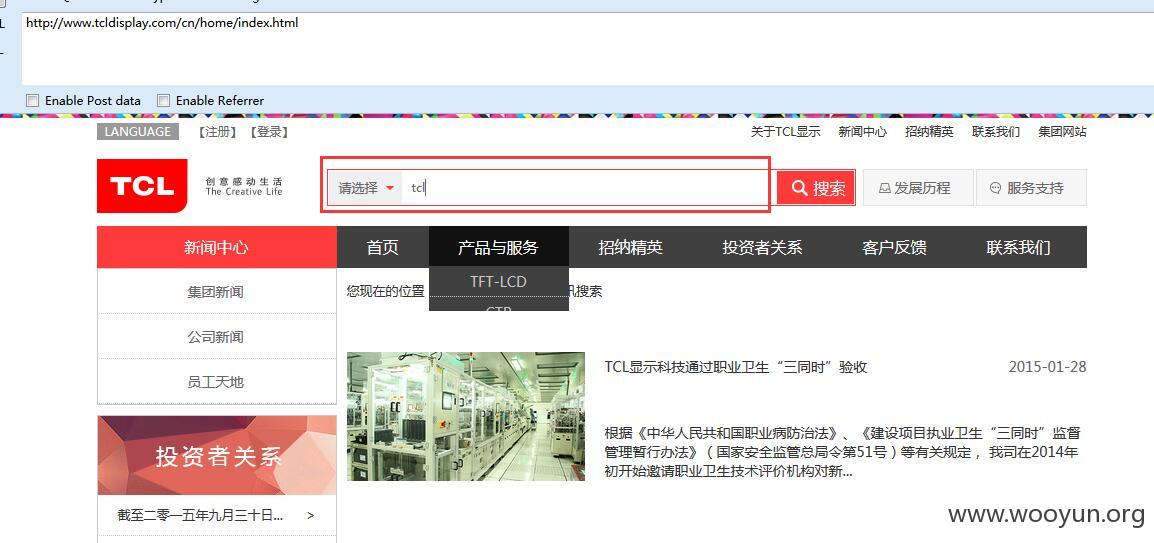 http://www.tcldisplay.com/cn/home/index.html
Enable Post data Enable Referrer
LANGUAGE 【注册】 【登录】 关于TCL显示 新闻中心 招纳精英 联系我们 集团网站
TCL 创意感动生活 The Creative Life 请选择 tcl 搜索 发展历程 服务支持
新闻中心 首页 产品与服务 招纳精英 投资者关系 客户反馈 联系我们
TFT-LCD
集团新闻 您现在的位置 讯搜索
公司新闻
员工天地
TCL显示科技通过职业卫生“三同时”验收 2015-01-28
根据《中华人民共和国职业病防治法》、《建设项目执业卫生“三同时”监督
管理暂行办法》(国家安全监管总局令第51号)等有关规定，我司在2014年
初开始邀请职业卫生技术评价机构对新...
投资者关系
截至二零一五年九月三十日... >
www.wooyun.org